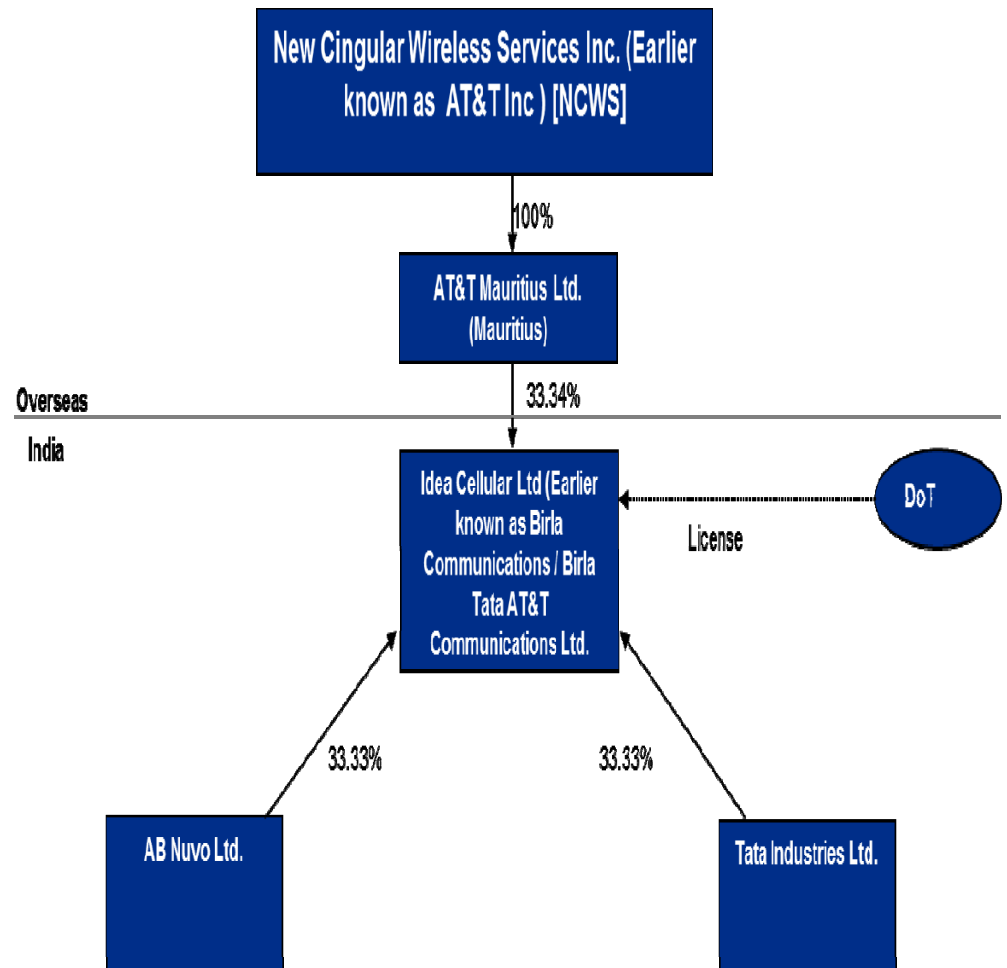 New Cingular Wireless Services Inc. (Earlier
known as AT&T Inc ) [NCWS]
100%
AT&T Mauritius Ltd.
(Mauritius)
33.34%
Overseas
India
Idea Cellular Ltd (Earlier
known as Birla
Communications / Birla
Tata AT&T
Communications Ltd.
DoT
License
33.33%
33.33%
AB Nuvo Ltd.
Tata Industries Ltd.